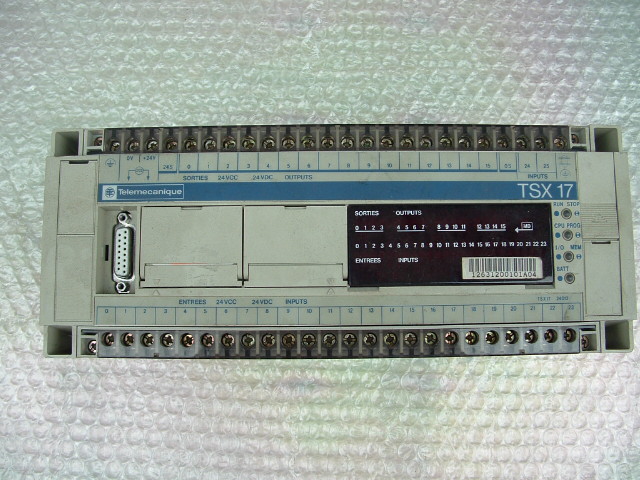 0V +24V
0 1 2 3 4 5 6 7 8 9 10 11 12 13 14 15 24 25
SORTIES 24VCC 24VDC OUTPUTS INPUTS
Telemecanique TSX 17
RUN STOP
SORTIES OUTPUTS
0 1 2 3 4 5 6 7 8 9 10 11 12 13 14 15 MD
CPU PROG
0 1 2 3 4 5 6 7 8 9 10 11 12 13 14 15 16 17 18 19 20 21 22 23
I/O MEM
ENTREES INPUTS
BATT
12631200101A04
ENTREES 24VCC 24VDC INPUTS
0 1 2 3 4 5 6 7 8 9 10 11 12 13 14 15 16 17 18 19 20 21 22 23